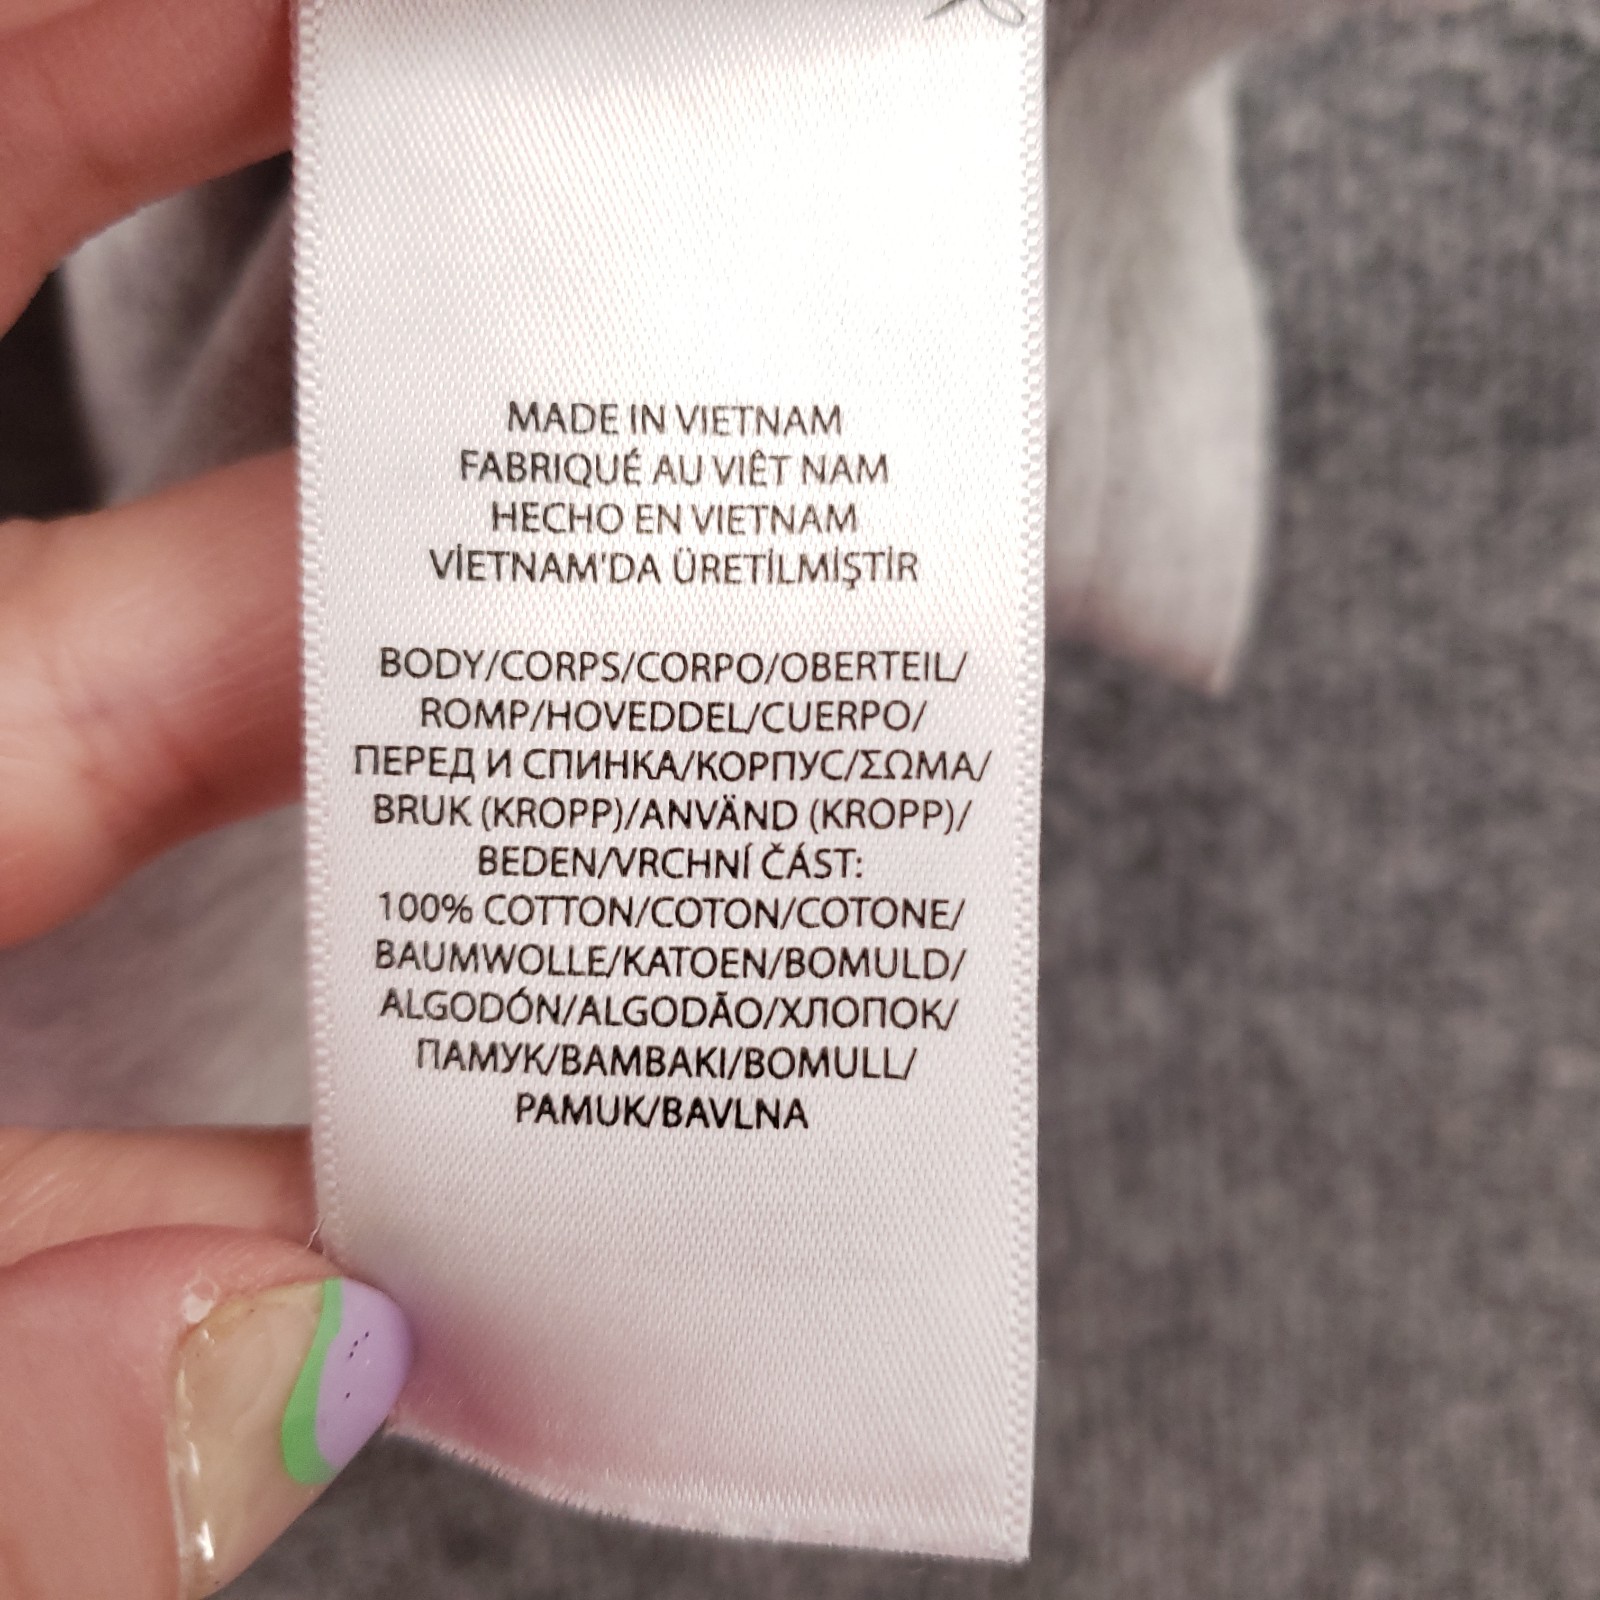 MADE IN VIETNAM
FABRIQUÉ AU VIÊT NAM
HECHO EN VIETNAM
VİETNAM'DA ÜRETİLMİŞTİR
BODY/CORPS/CORPO/OBERTEIL/
ROMP/HOVEDDEL/CUERPO/
ПЕРЕД И СПИНКА/КОРПУС/ΣΩΜΑ/
BRUK (KROPP)/ANVÄND (KROPP)/
BEDEN/VRCHNÍ ČÁST:
100% COTTON/COTON/COTONE/
BAUMWOLLE/KATOEN/BOMULD/
ALGODÓN/ALGODÃO/ХЛОПОК/
ПАМУК/BAMBAKI/BOMULL/
PAMUK/BAVLNA